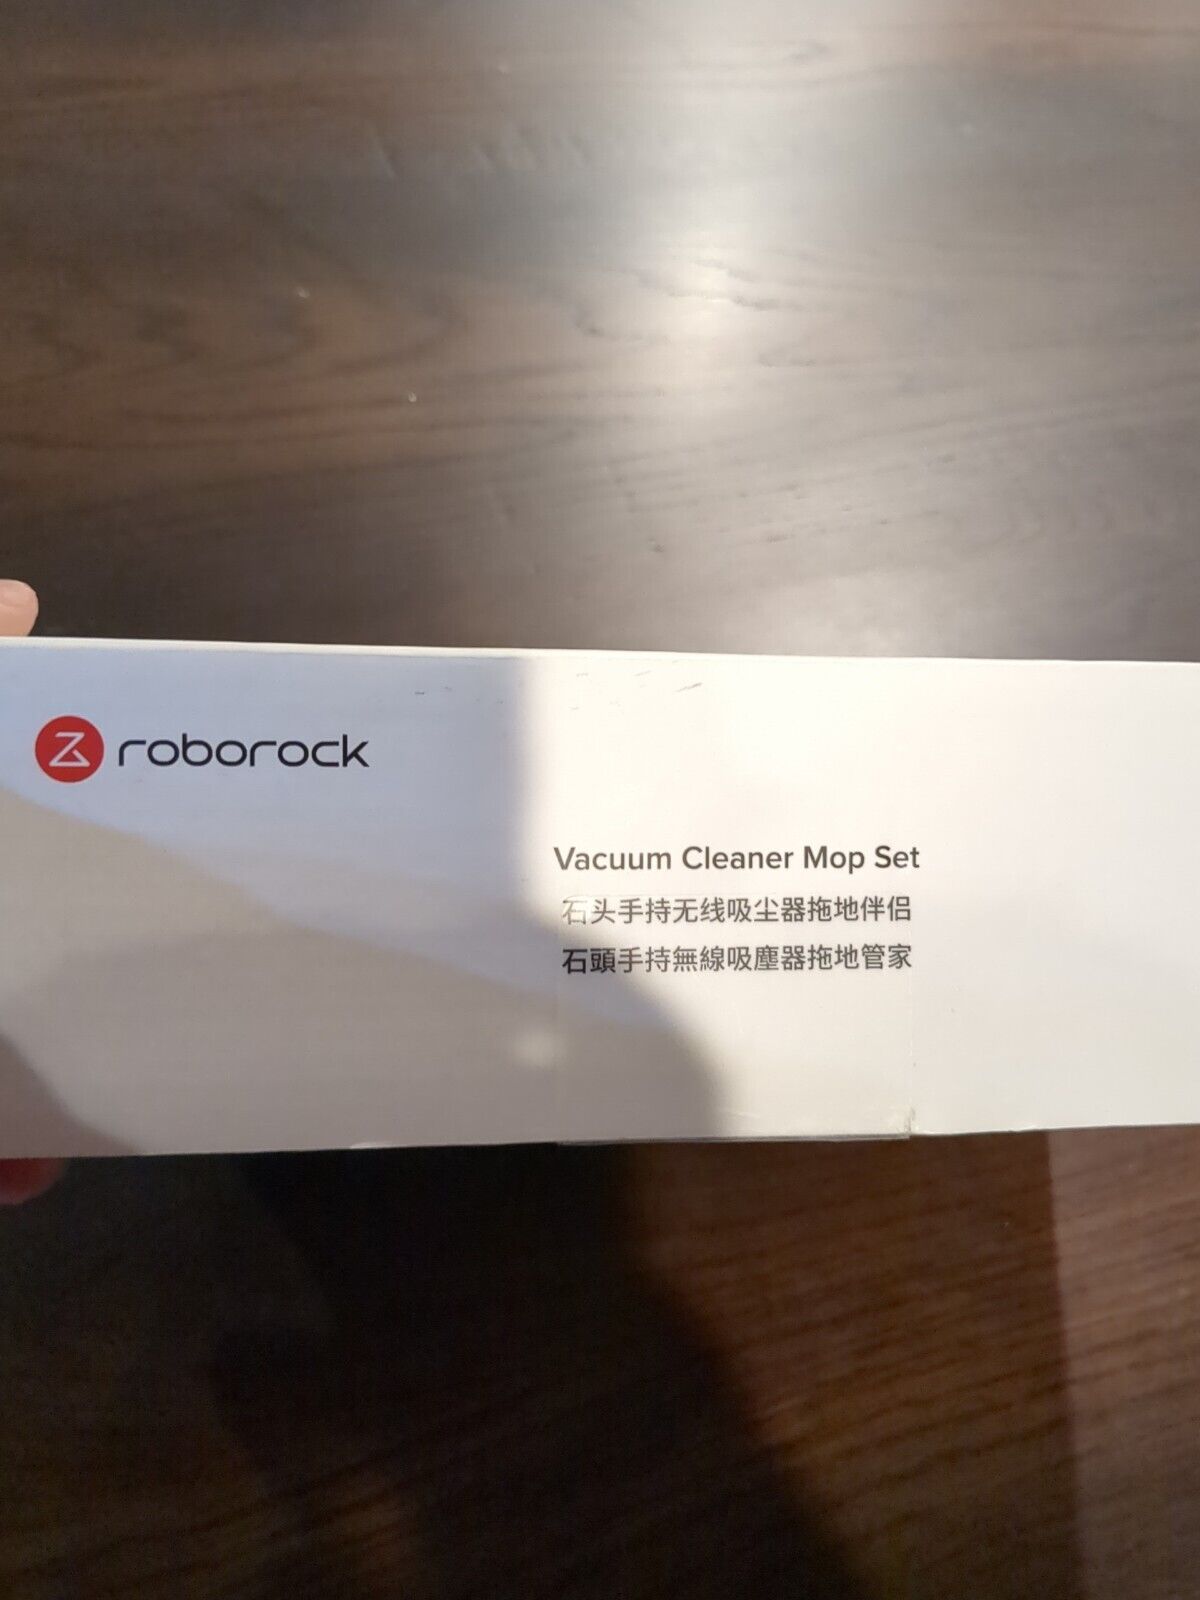 roborock
Vacuum Cleaner Mop Set
石头手持无线吸尘器拖地伴侣
石頭手持無線吸塵器拖地管家